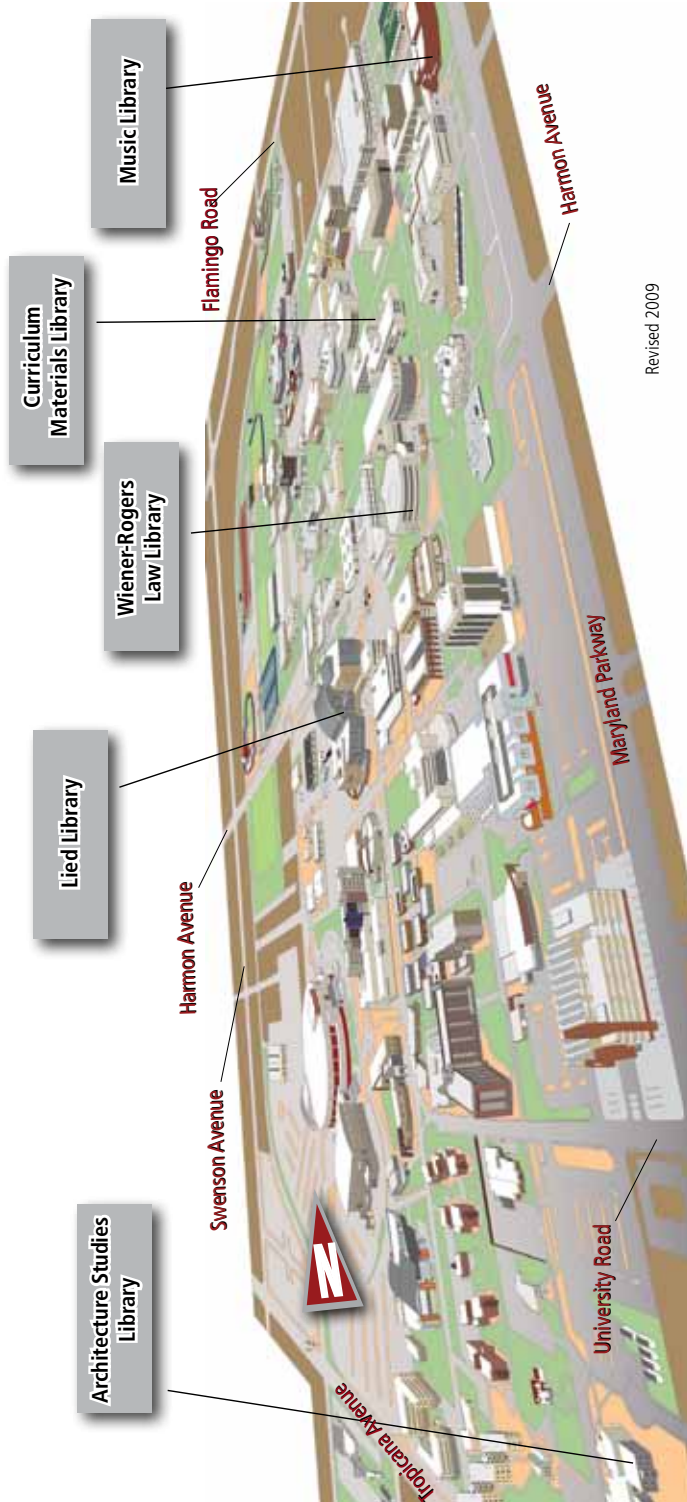 Architecture Studies
Library
Lied Library
Wiener-Rogers
Law Library
Curriculum
Materials Library
Music Library
Swenson Avenue
Harmon Avenue
Flamingo Road
N
Tropicana Avenue
University Road
Maryland Parkway
Harmon Avenue
Revised 2009